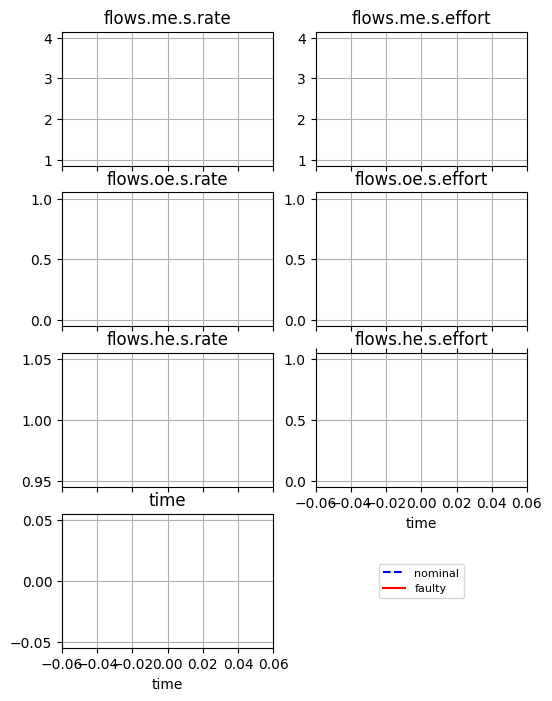 flows.me.s.rate
flows.me.s.effort
4
3
2
1
4
3
2
1
flows.oe.s.rate
flows.oe.s.effort
1.0
0.5
0.0
1.0
0.5
0.0
flows.he.s.rate
flows.he.s.effort
1.05
1.00
0.95
1.0
0.5
0.0
−0.06 −0.04 −0.02 0.00 0.02 0.04 0.06
time
time
0.05
0.00
−0.05
−0.06 −0.04 −0.02 0.00 0.02 0.04 0.06
time
nominal
faulty